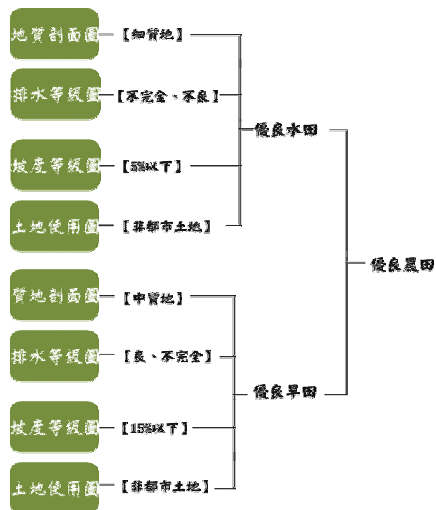 地質剖面圖 【細質地】
排水等級圖 【不完全、不良】
優良水田
坡度等級圖 【5%以下】
土地使用圖 【非都市土地】
優良農田
質地剖面圖 【中質地】
排水等級圖 【良、不完全】
優良旱田
坡度等級圖 【15%以下】
土地使用圖 【非都市土地】